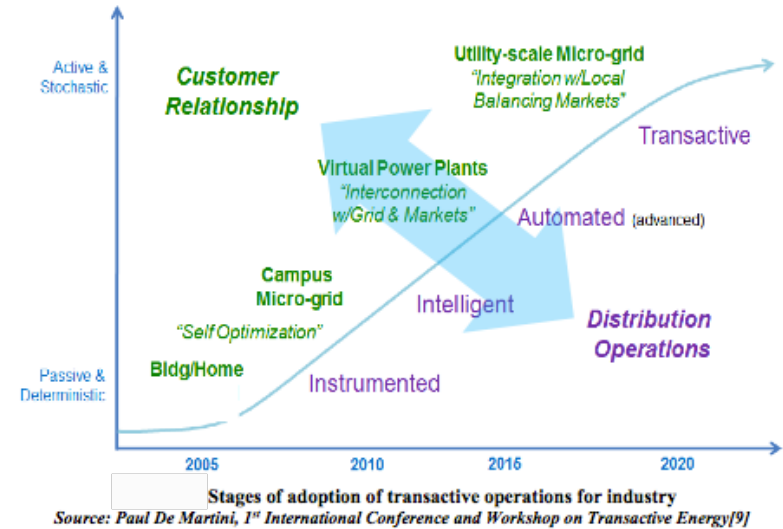 Active &
Stochastic
Customer
Relationship
Utility-scale Micro-grid
"Integration w/Local
Balancing Markets"
Transactive
Virtual Power Plants
"Interconnection
w/Grid & Markets"
Automated (advanced)
Campus
Micro-grid
Intelligent
"Self Optimization"
Distribution
Operations
Passive &
Deterministic
Bldg/Home
Instrumented
2005 2010 2015 2020
Stages of adoption of transactive operations for industry
Source: Paul De Martini, 1st International Conference and Workshop on Transactive Energy[9]